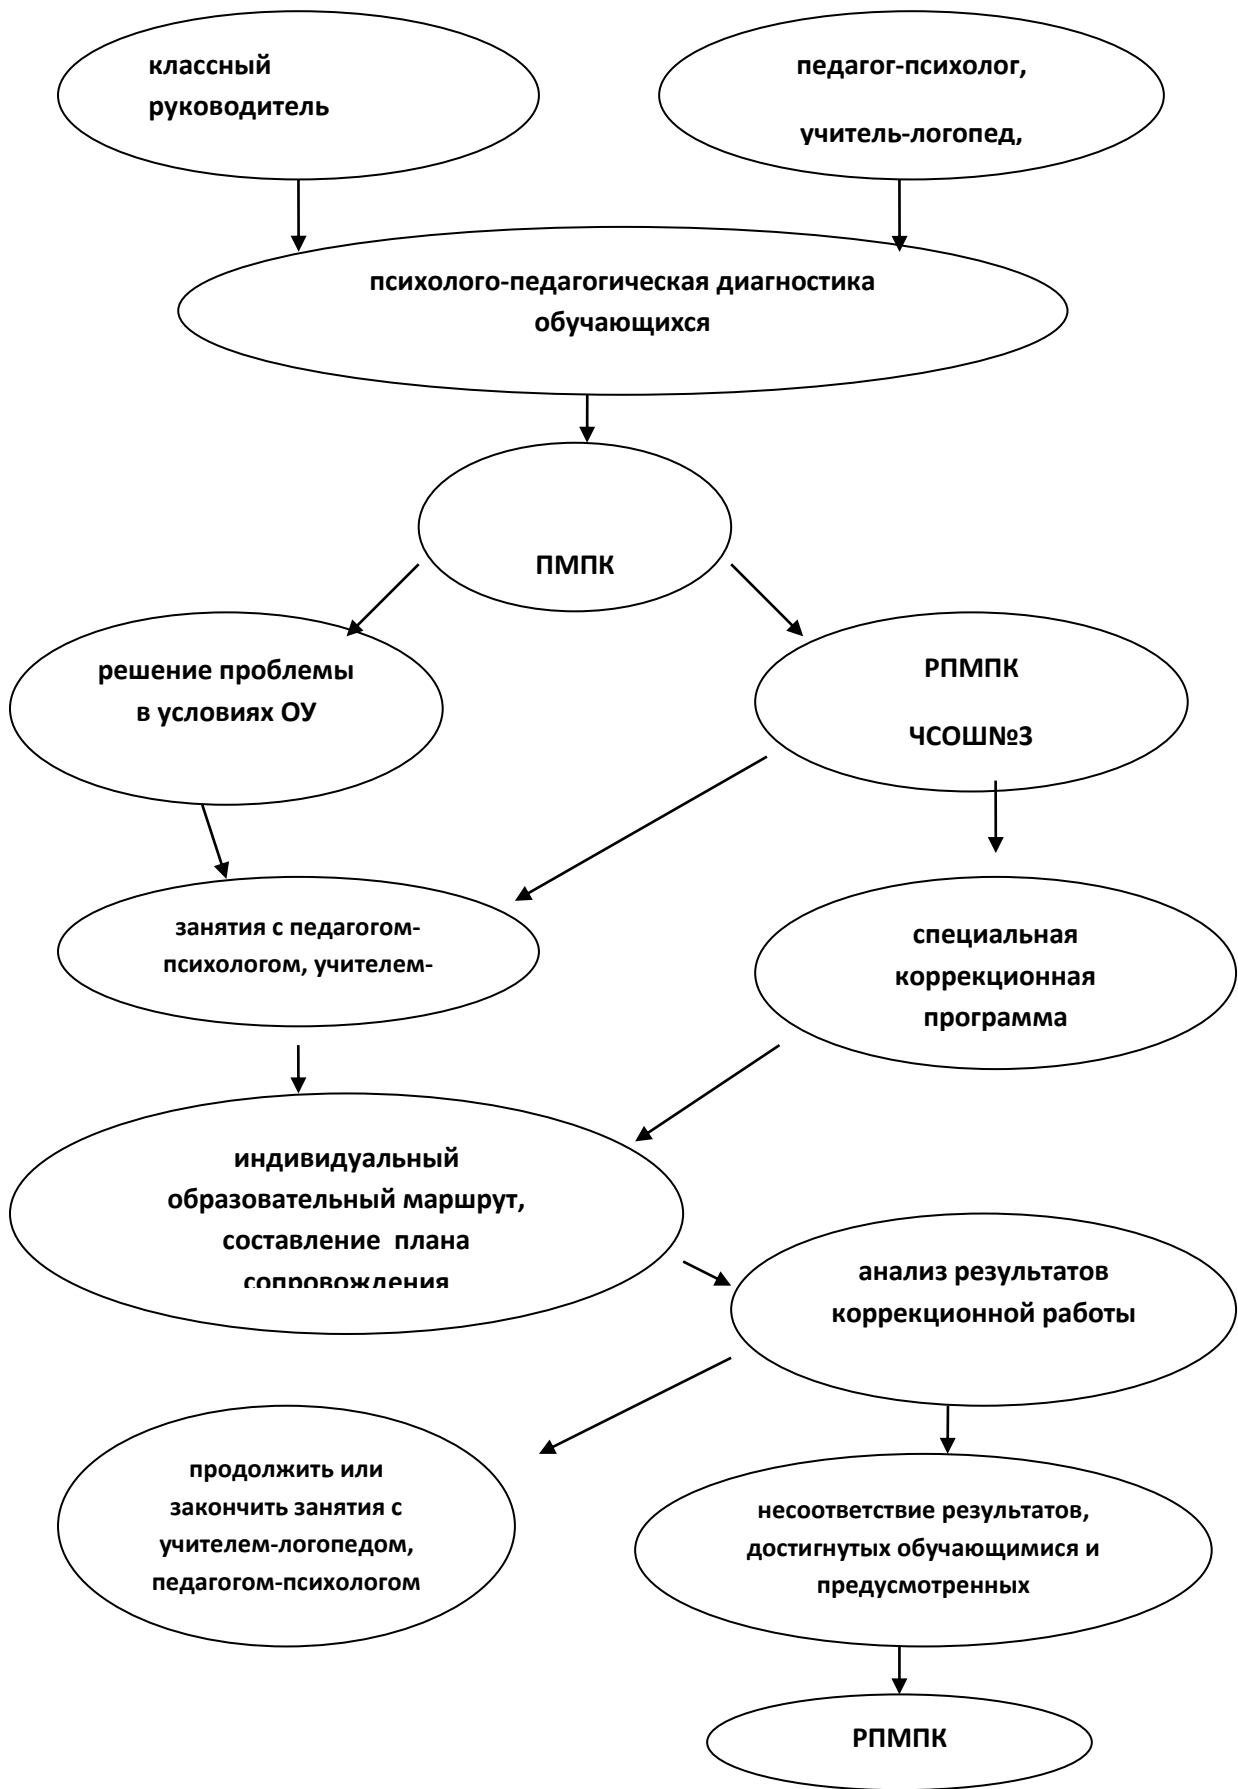 классный
руководитель
педагог-психолог,
учитель-логопед,
психолого-педагогическая диагностика
обучающихся
ПМПК
решение проблемы
в условиях ОУ
РПМПК
ЧСОШ№3
занятия с педагогом-
психологом, учителем-
специальная
коррекционная
программа
индивидуальный
образовательный маршрут,
составление плана
сопровождения
анализ результатов
коррекционной работы
продолжить или
закончить занятия с
учителем-логопедом,
педагогом-психологом
несоответствие результатов,
достигнутых обучающимися и
предусмотренных
РПМПК